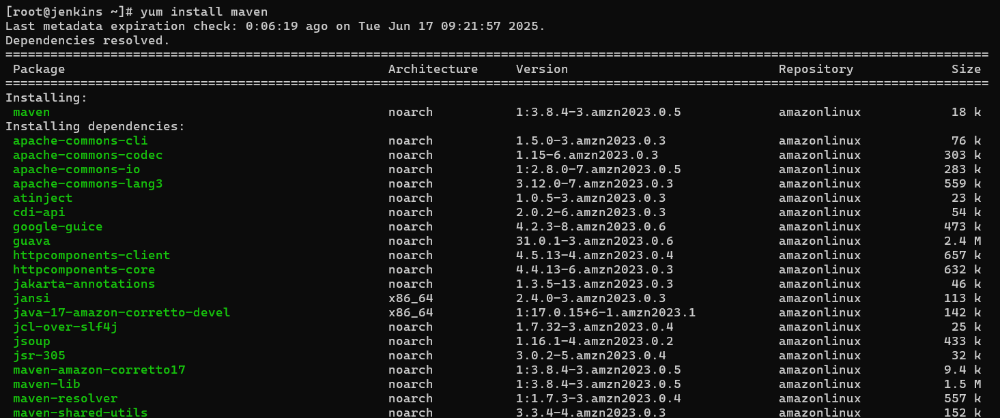 [root@jenkins ~]# yum install maven
Last metadata expiration check: 0:06:19 ago on Tue Jun 17 09:21:57 2025.
Dependencies resolved.
===================================================================================================================================
Package Architecture Version Repository Size
===================================================================================================================================
Installing:
maven noarch 1:3.8.4-3.amzn2023.0.5 amazonlinux 18 k
Installing dependencies:
apache-commons-cli noarch 1.5.0-3.amzn2023.0.3 amazonlinux 76 k
apache-commons-codec noarch 1.15-6.amzn2023.0.3 amazonlinux 303 k
apache-commons-io noarch 1:2.8.0-7.amzn2023.0.5 amazonlinux 283 k
apache-commons-lang3 noarch 3.12.0-7.amzn2023.0.3 amazonlinux 559 k
atinject noarch 1.0.5-3.amzn2023.0.3 amazonlinux 23 k
cdi-api noarch 2.0.2-6.amzn2023.0.3 amazonlinux 54 k
google-guice noarch 4.2.3-8.amzn2023.0.6 amazonlinux 473 k
guava noarch 31.0.1-3.amzn2023.0.6 amazonlinux 2.4 M
httpcomponents-client noarch 4.5.13-4.amzn2023.0.4 amazonlinux 657 k
httpcomponents-core noarch 4.4.13-6.amzn2023.0.3 amazonlinux 632 k
jakarta-annotations noarch 1.3.5-13.amzn2023.0.3 amazonlinux 46 k
jansi x86_64 2.4.0-3.amzn2023.0.3 amazonlinux 113 k
java-17-amazon-corretto-devel x86_64 1:17.0.15+6-1.amzn2023.1 amazonlinux 142 k
jcl-over-slf4j noarch 1.7.32-3.amzn2023.0.4 amazonlinux 25 k
jsoup noarch 1.16.1-4.amzn2023.0.2 amazonlinux 433 k
jsr-305 noarch 3.0.2-5.amzn2023.0.4 amazonlinux 32 k
maven-amazon-corretto17 noarch 1:3.8.4-3.amzn2023.0.5 amazonlinux 9.4 k
maven-lib noarch 1:3.8.4-3.amzn2023.0.5 amazonlinux 1.5 M
maven-resolver noarch 1:1.7.3-3.amzn2023.0.4 amazonlinux 557 k
maven-shared-utils noarch 3.3.4-4.amzn2023.0.3 amazonlinux 152 k